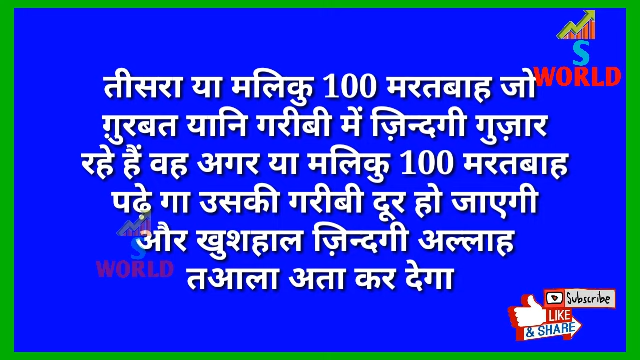 S
WORLD
तीसरा या मलिकु 100 मरतबाह जो
ग़ुरबत यानि गरीबी में ज़िन्दगी गुज़ार
रहे हैं वह अगर या मलिकु 100 मरतबाह
पढ़े गा उसकी गरीबी दूर हो जाएगी
और खुशहाल ज़िन्दगी अल्लाह
तआला अता कर देगा
S
WORLD
Subscribe
LIKE
& SHARE